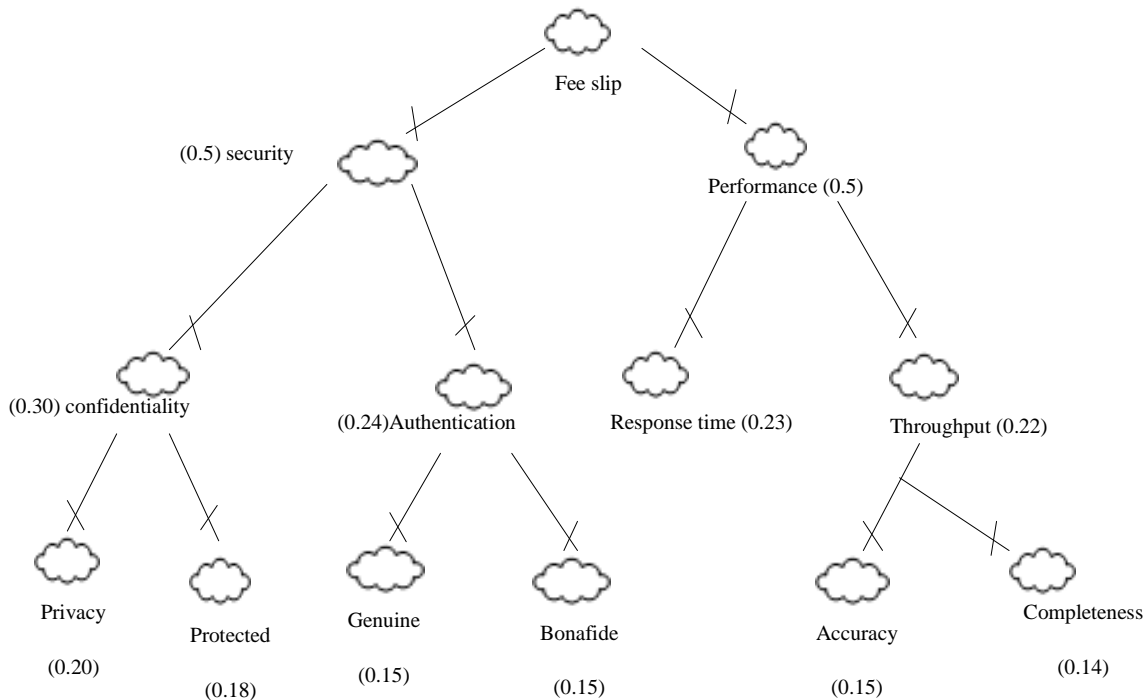 Fee slip
(0.5) security
Performance (0.5)
(0.30) confidentiality
(0.24)Authentication
Response time (0.23)
Throughput (0.22)
Privacy
(0.20)
Protected
(0.18)
Genuine
(0.15)
Bonafide
(0.15)
Accuracy
(0.15)
Completeness
(0.14)